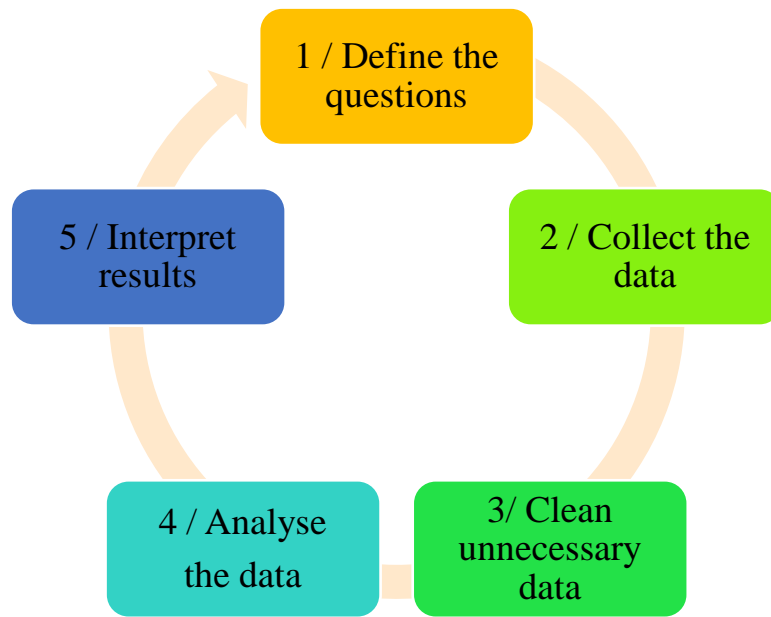 1 / Define the
questions
2 / Collect the
data
3/ Clean
unnecessary
data
4 / Analyse
the data
5 / Interpret
results